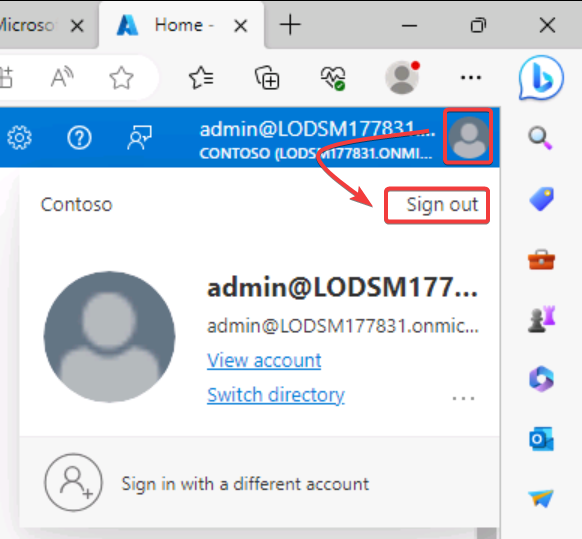 Microso
Home -
admin@LODSM177831....
CONTOSO (LODSM177831.ONMI...
Contoso
Sign out
admin@LODSM177...
admin@LODSM177831.onmic...
View account
Switch directory
...
Sign in with a different account